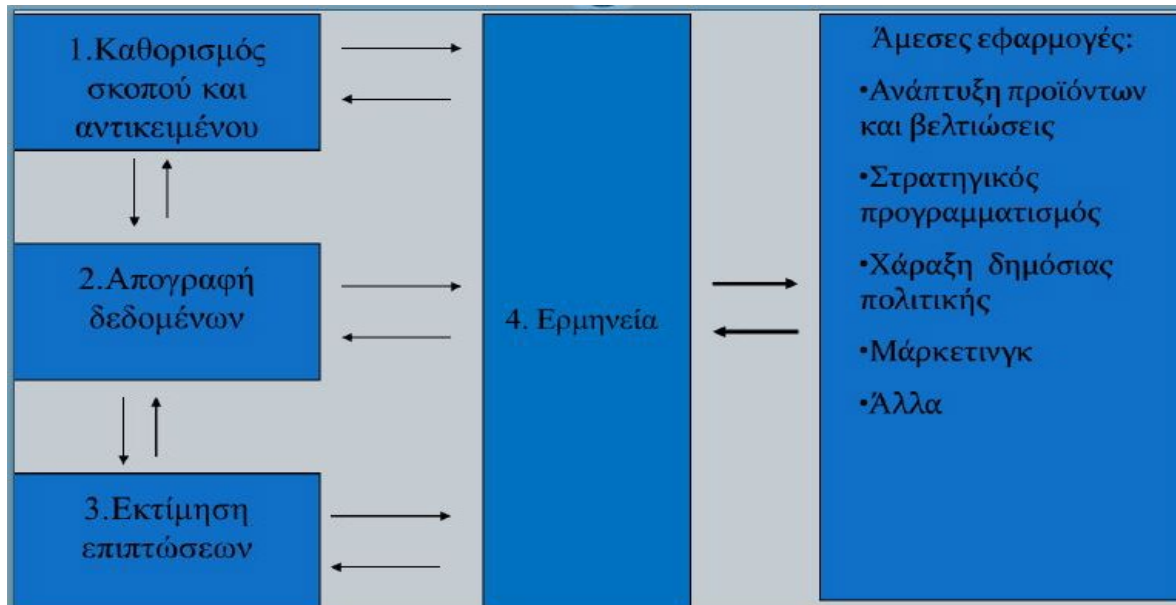 1.Καθορισμός
σκοπού και
αντικειμένου
2.Απογραφή
δεδομένων
3.Εκτίμηση
επιπτώσεων
4. Ερμηνεία
Άμεσες εφαρμογές:
•Ανάπτυξη προϊόντων
και βελτιώσεις
•Στρατηγικός
προγραμματισμός
•Χάραξη δημόσιας
πολιτικής
•Μάρκετινγκ
•Άλλα